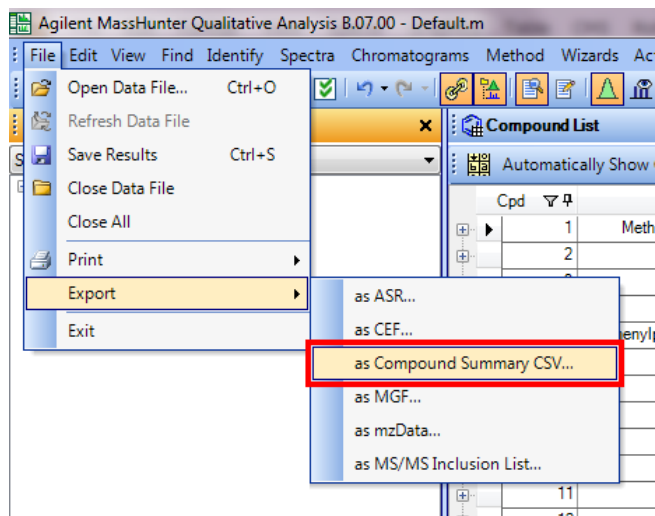 Agilent MassHunter Qualitative Analysis B.07.00 - Default.m
File Edit View Find Identify Spectra Chromatograms Method Wizards Ac
Open Data File... Ctrl+O
Refresh Data File
Save Results Ctrl+S
Close Data File
Close All
Print
Export
Exit
as ASR...
as CEF...
as Compound Summary CSV...
as MGF...
as mzData...
as MS/MS Inclusion List...
Compound List
Automatically Show
Cpd
1 Meth
2
enylp
11